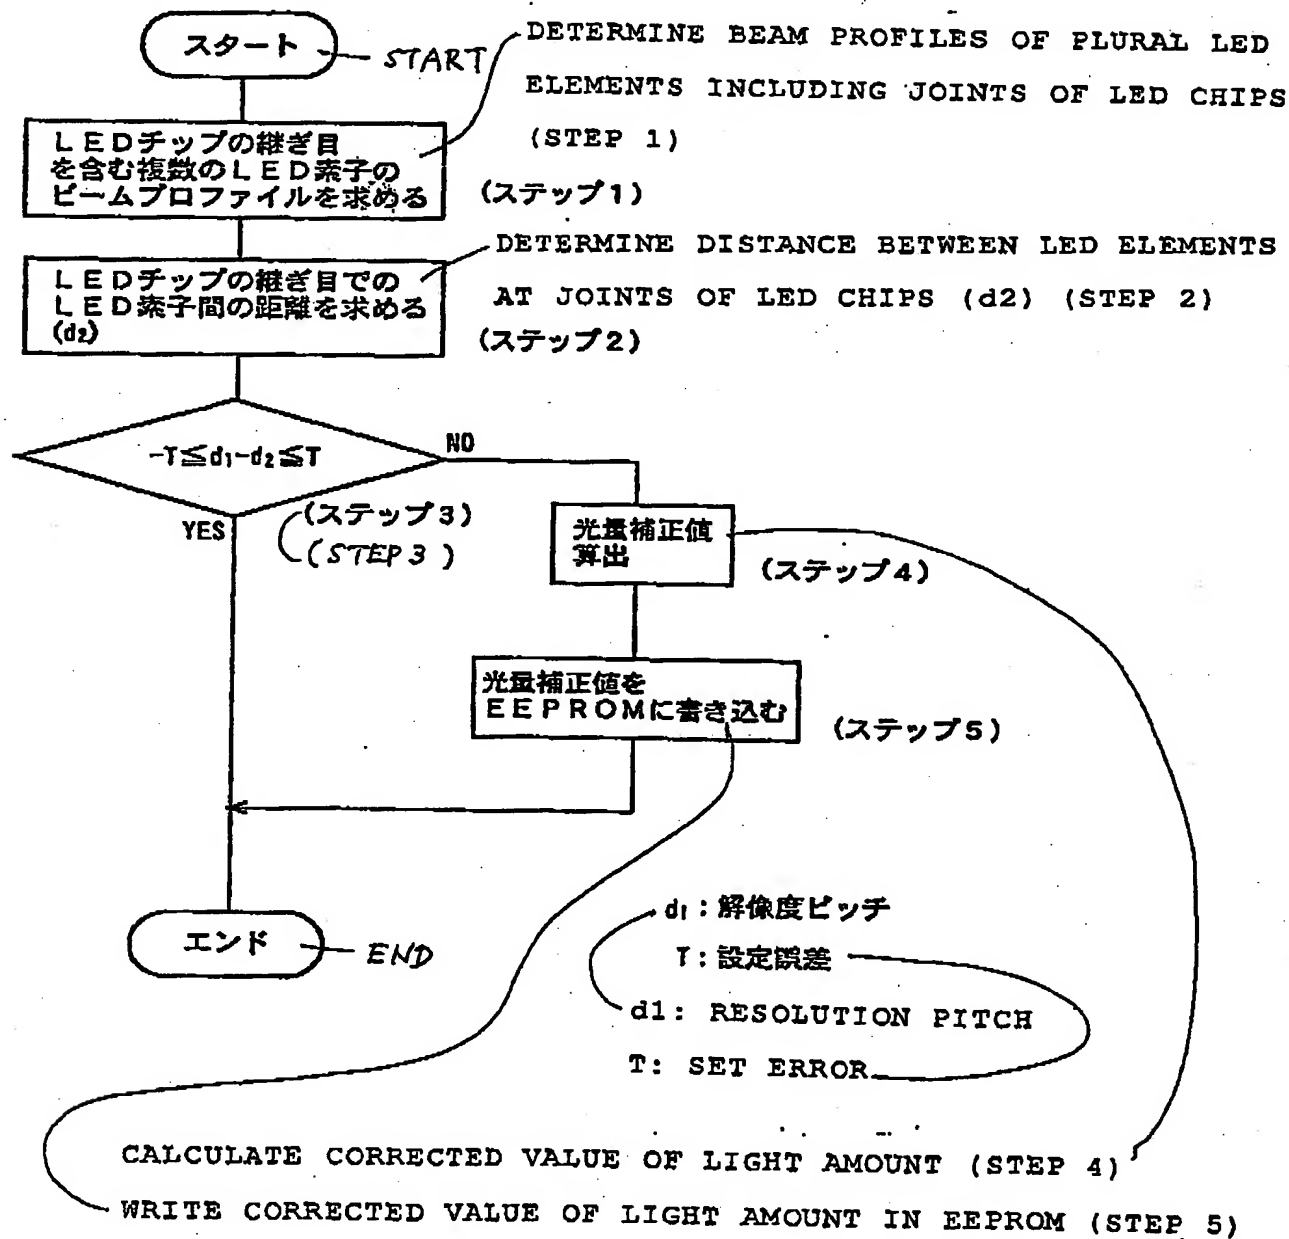 スタート
START
DETERMINE BEAM PROFILES OF PLURAL LED
ELEMENTS INCLUDING JOINTS OF LED CHIPS
(STEP 1)
LEDチップの継ぎ目
を含む複数のLED素子の
ビームプロファイルを求める
(ステップ1)
DETERMINE DISTANCE BETWEEN LED ELEMENTS
AT JOINTS OF LED CHIPS (d2) (STEP 2)
LEDチップの継ぎ目での
LED素子間の距離を求める
(d₂)
(ステップ2)
-T≦d₁-d₂≦T
NO
YES
(ステップ3)
(STEP 3)
光量補正値
算出
(ステップ4)
光量補正値を
EEPROMに書き込む
(ステップ5)
エンド
END
d₁:解像度ピッチ
T:設定誤差
d1: RESOLUTION PITCH
T: SET ERROR
CALCULATE CORRECTED VALUE OF LIGHT AMOUNT (STEP 4)
WRITE CORRECTED VALUE OF LIGHT AMOUNT IN EEPROM (STEP 5)